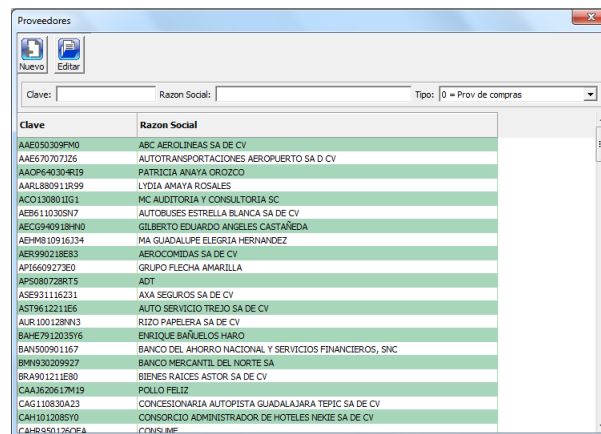 Proveedores
Nuevo Editar
Clave: Razon Social: Tipo: 0 = Prov de compras
Clave Razon Social
AAE050309FM0 ABC AEROLINEAS SA DE CV
AAE670707JZ6 AUTOTRANSPORTACIONES AEROPUERTO SA D CV
AAOP640304RI9 PATRICIA ANAYA OROZCO
AARL880911R99 LYDIA AMAYA ROSALES
ACO130801IG1 MC AUDITORIA Y CONSULTORIA SC
AEB611030SN7 AUTOBUSES ESTRELLA BLANCA SA DE CV
AECG940918HN0 GILBERTO EDUARDO ANGELES CASTAÑEDA
AEHM810916J34 MA GUADALUPE ELEGRIA HERNANDEZ
AER990218E83 AEROCOMIDAS SA DE CV
API6609273E0 GRUPO FLECHA AMARILLA
APS080728RT5 ADT
ASE931116231 AXA SEGUROS SA DE CV
AST9612211E6 AUTO SERVICIO TREJO SA DE CV
AUR100128NN3 RIZO PAPELERA SA DE CV
BAHE7912035Y6 ENRIQUE BAÑUELOS HARO
BAN500901167 BANCO DEL AHORRO NACIONAL Y SERVICIOS FINANCIEROS, SNC
BMN930209927 BANCO MERCANTIL DEL NORTE SA
BRA901211E80 BIENES RAICES ASTOR SA DE CV
CAAJ620617M19 POLLO FELIZ
CAG110830A23 CONCESIONARIA AUTOPISTA GUADALAJARA TEPIC SA DE CV
CAH101208SY0 CONSORCIO ADMINISTRADOR DE HOTELES NEKIE SA DE CV
CAHR950126QEA CONSUME